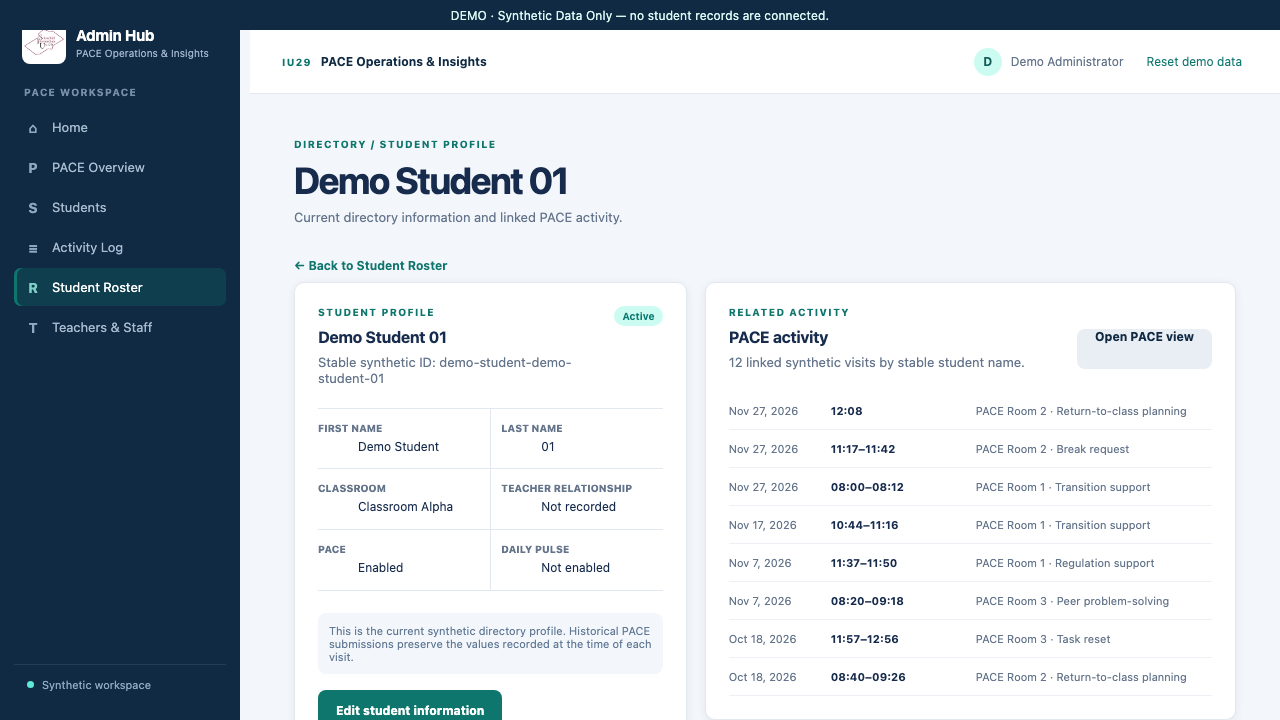 DEMO · Synthetic Data Only — no student records are connected.
Admin Hub
PACE Operations & Insights
PACE WORKSPACE
⌂ Home
P PACE Overview
S Students
≡ Activity Log
R Student Roster
T Teachers & Staff
Synthetic workspace
IU29 PACE Operations & Insights
D Demo Administrator
Reset demo data
DIRECTORY / STUDENT PROFILE
Demo Student 01
Current directory information and linked PACE activity.
← Back to Student Roster
STUDENT PROFILE
Active
Demo Student 01
Stable synthetic ID: demo-student-demo-
student-01
FIRST NAME
Demo Student
LAST NAME
01
CLASSROOM
Classroom Alpha
TEACHER RELATIONSHIP
Not recorded
PACE
Enabled
DAILY PULSE
Not enabled
This is the current synthetic directory profile. Historical PACE
submissions preserve the values recorded at the time of each
visit.
Edit student information
RELATED ACTIVITY
PACE activity
12 linked synthetic visits by stable student name.
Open PACE view
Nov 27, 2026 12:08 PACE Room 2 · Return-to-class planning
Nov 27, 2026 11:17–11:42 PACE Room 2 · Break request
Nov 27, 2026 08:00–08:12 PACE Room 1 · Transition support
Nov 17, 2026 10:44–11:16 PACE Room 1 · Transition support
Nov 7, 2026 11:37–11:50 PACE Room 1 · Regulation support
Nov 7, 2026 08:20–09:18 PACE Room 3 · Peer problem-solving
Oct 18, 2026 11:57–12:56 PACE Room 3 · Task reset
Oct 18, 2026 08:40–09:26 PACE Room 2 · Return-to-class planning